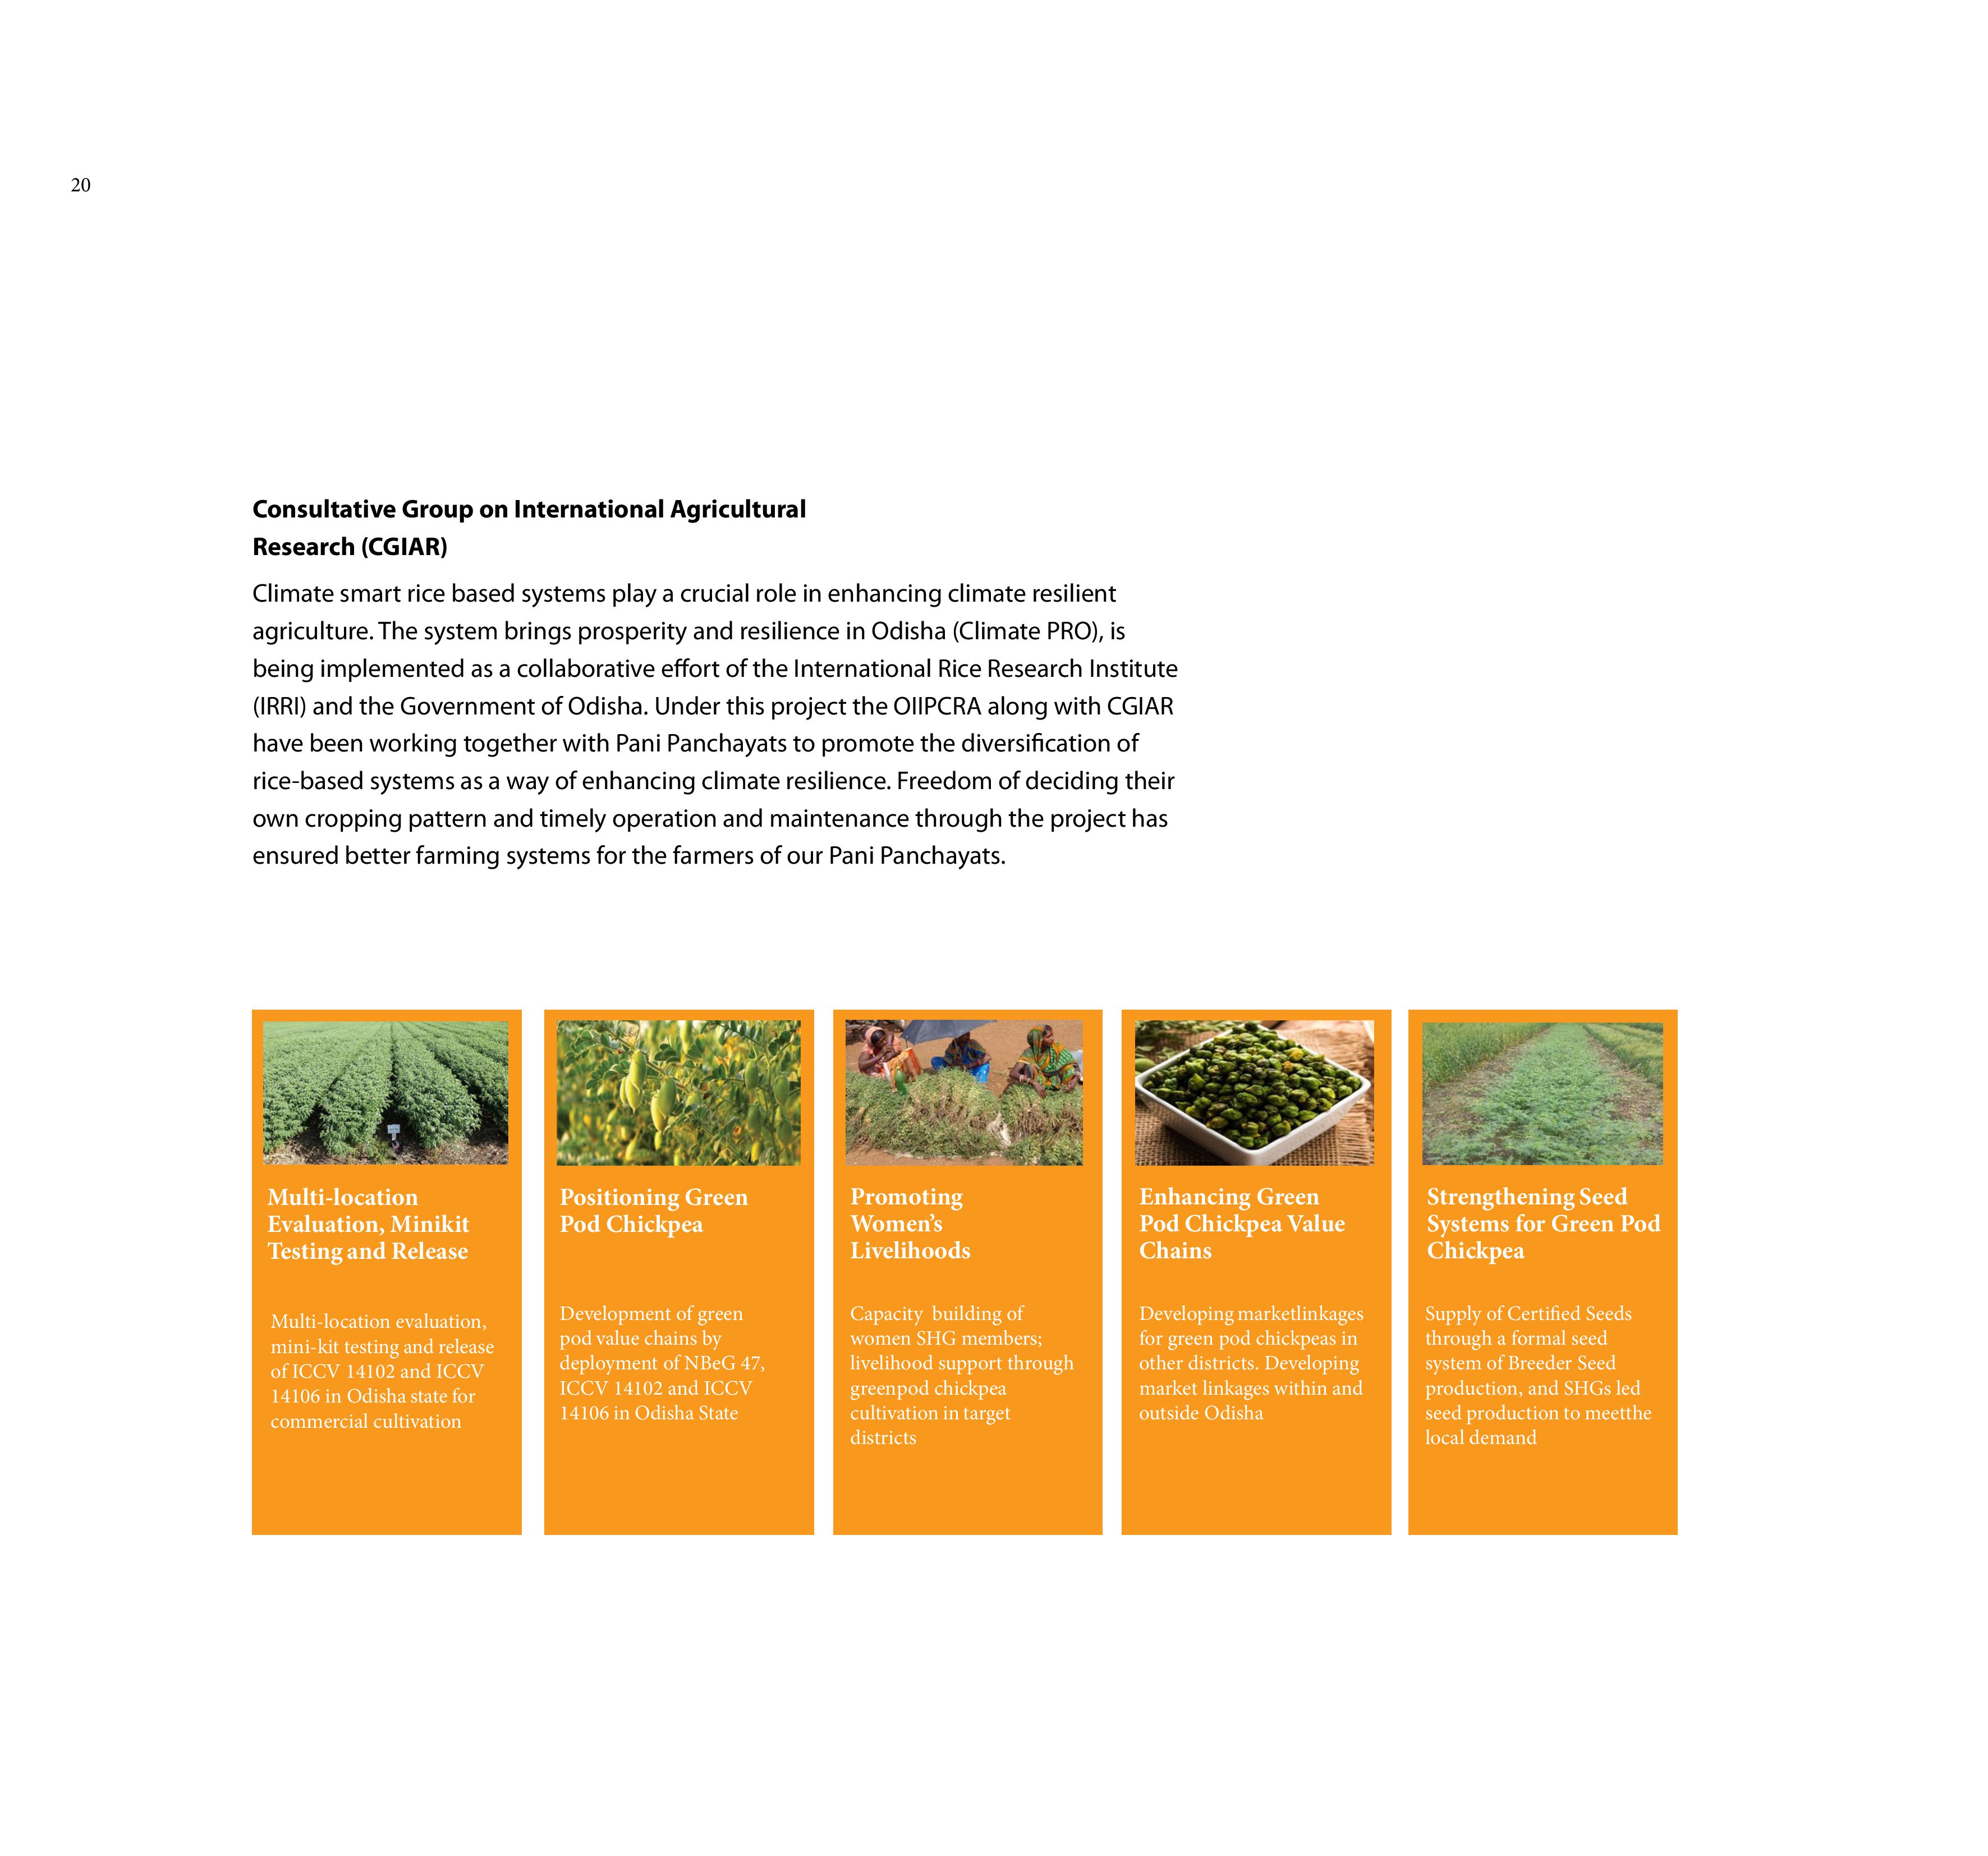 20
Consultative Group on International Agricultural
Research (CGIAR)
Climate smart rice based systems play a crucial role in enhancing climate resilient
agriculture. The system brings prosperity and resilience in Odisha (Climate PRO), is
being implemented as a collaborative effort of the International Rice Research Institute
(IRRI) and the Government of Odisha. Under this project the OIIPCRA along with CGIAR
have been working together with Pani Panchayats to promote the diversification of
rice-based systems as a way of enhancing climate resilience. Freedom of deciding their
own cropping pattern and timely operation and maintenance through the project has
ensured better farming systems for the farmers of our Pani Panchayats.
Multi-location
Evaluation, Minikit
Testing and Release
Multi-location evaluation,
mini-kit testing and release
of ICCV 14102 and ICCV
14106 in Odisha state for
commercial cultivation
Positioning Green
Pod Chickpea
Development of green
pod value chains by
deployment of NBeG 47,
ICCV 14102 and ICCV
14106 in Odisha State
Promoting
Women’s
Livelihoods
Capacity  building of
women SHG members;
livelihood support through
greenpod chickpea
cultivation in target
districts
Enhancing Green
Pod Chickpea Value
Chains
Developing marketlinkages
for green pod chickpeas in
other districts. Developing
market linkages within and
outside Odisha
Strengthening Seed
Systems for Green Pod
Chickpea
Supply of Certified Seeds
through a formal seed
system of Breeder Seed
production, and SHGs led
seed production to meetthe
local demand